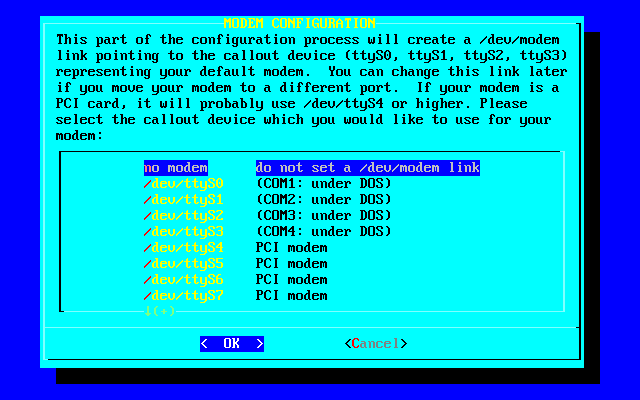 MODEM CONFIGURATION
This part of the configuration process will create a /dev/modem
link pointing to the callout device (ttyS0, ttyS1, ttyS2, ttyS3)
representing your default modem.  You can change this link later
if you move your modem to a different port.  If your modem is a
PCI card, it will probably use /dev/ttyS4 or higher. Please
select the callout device which you would like to use for your
modem:
no modem do not set a /dev/modem link
/dev/ttyS0 (COM1: under DOS)
/dev/ttyS1 (COM2: under DOS)
/dev/ttyS2 (COM3: under DOS)
/dev/ttyS3 (COM4: under DOS)
/dev/ttyS4 PCI modem
/dev/ttyS5 PCI modem
/dev/ttyS6 PCI modem
/dev/ttyS7 PCI modem
↓(+)
< OK > <Cancel>